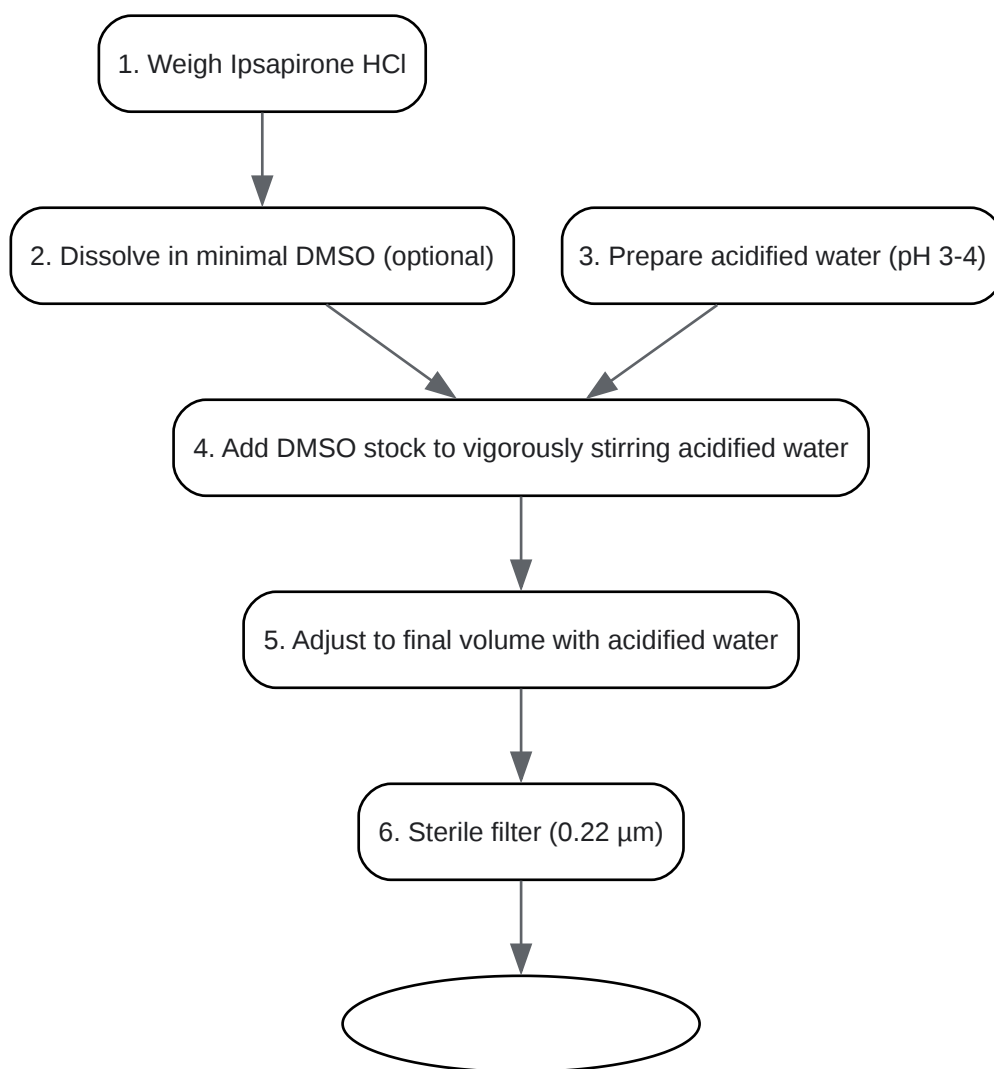 1. Weigh Ipsapirone HCl
2. Dissolve in minimal DMSO (optional)
3. Prepare acidified water (pH 3-4)
4. Add DMSO stock to vigorously stirring acidified water
5. Adjust to final volume with acidified water
6. Sterile filter (0.22 µm)